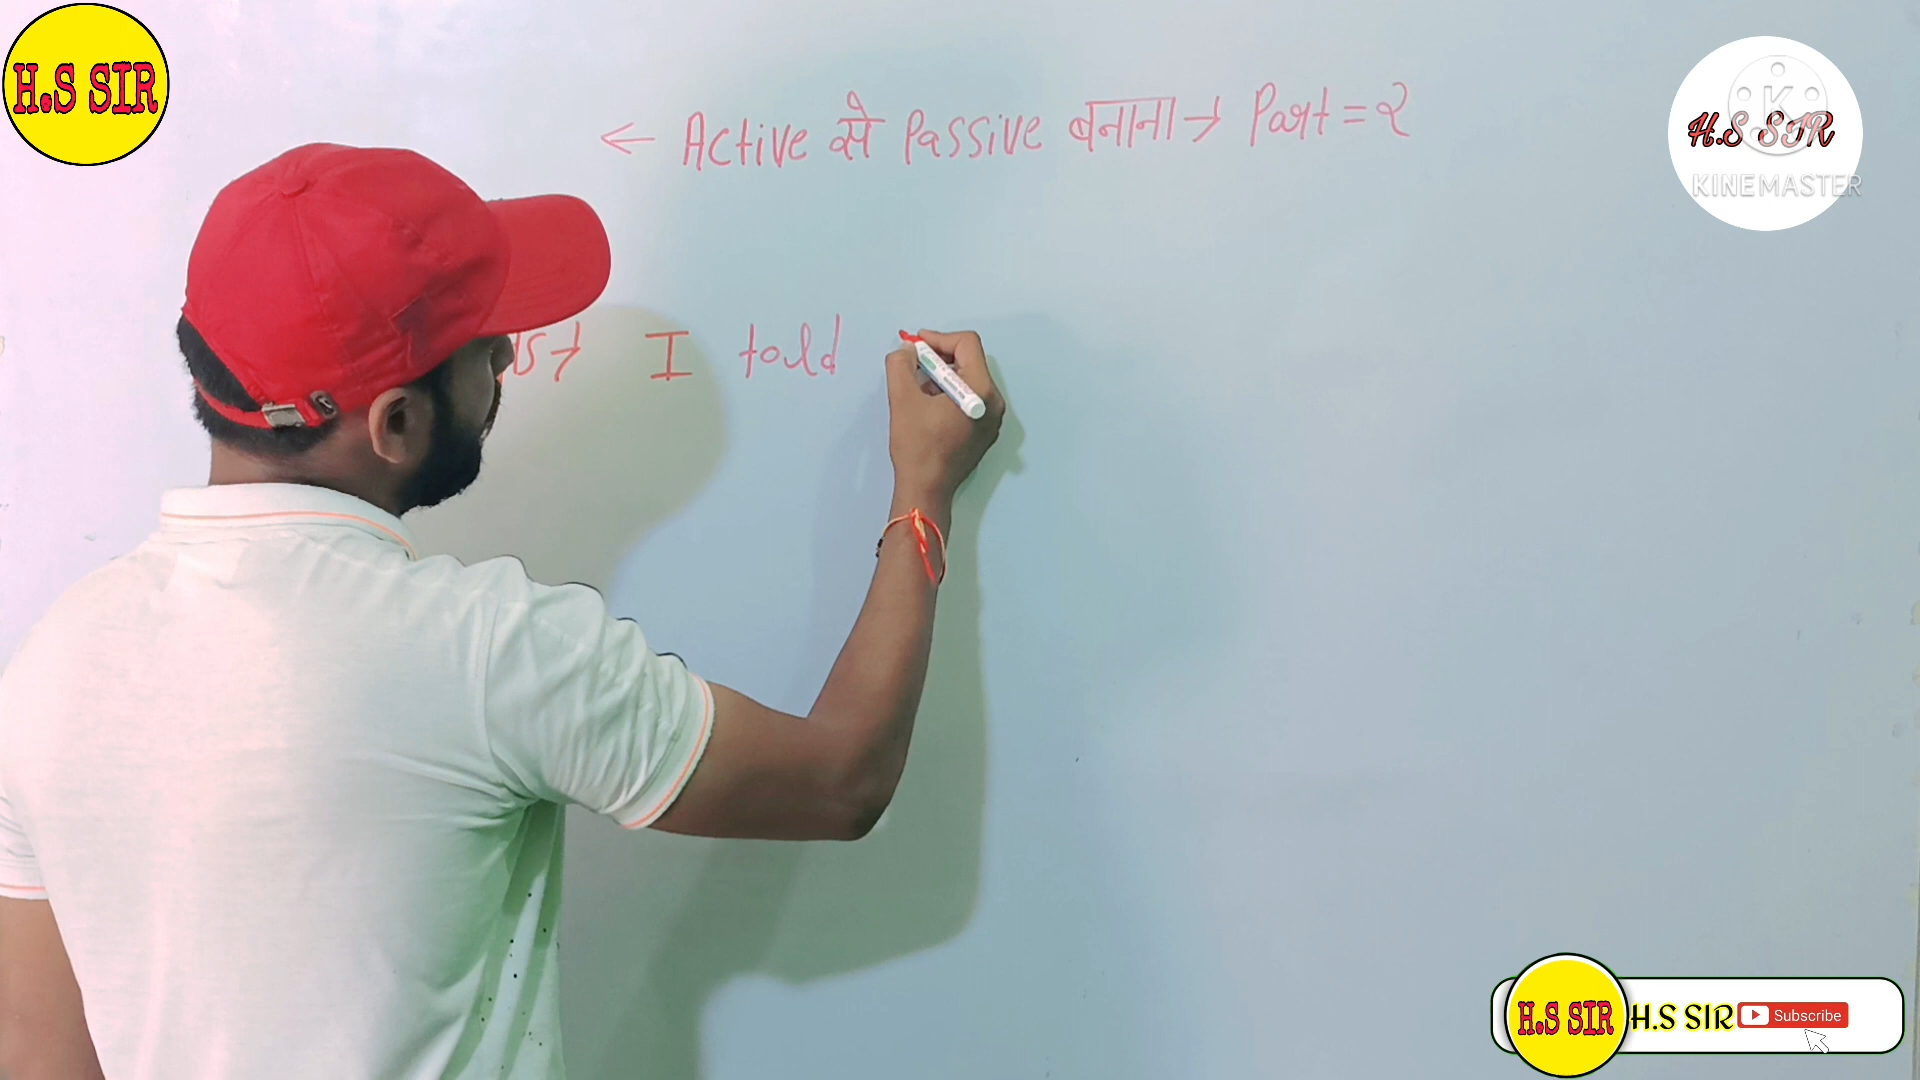 H.S SIR
← Active से Passive बनाना → Part = २
H.S SIR
KINEMASTER
I told
H.S SIR
H.S SIR
Subscribe